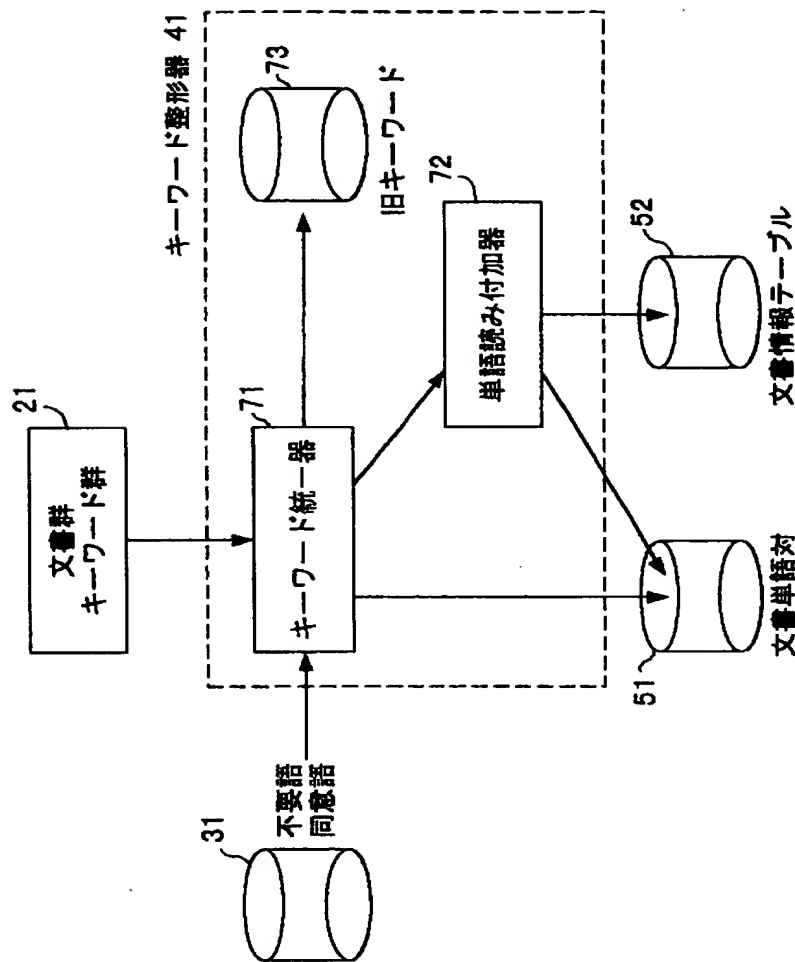 21
文書群
キーワード群
キーワード整形器 41
31
不要語
同意語
71
キーワード統一器
73
旧キーワード
72
単語読み付加器
51
文書単語対
52
文書情報テーブル